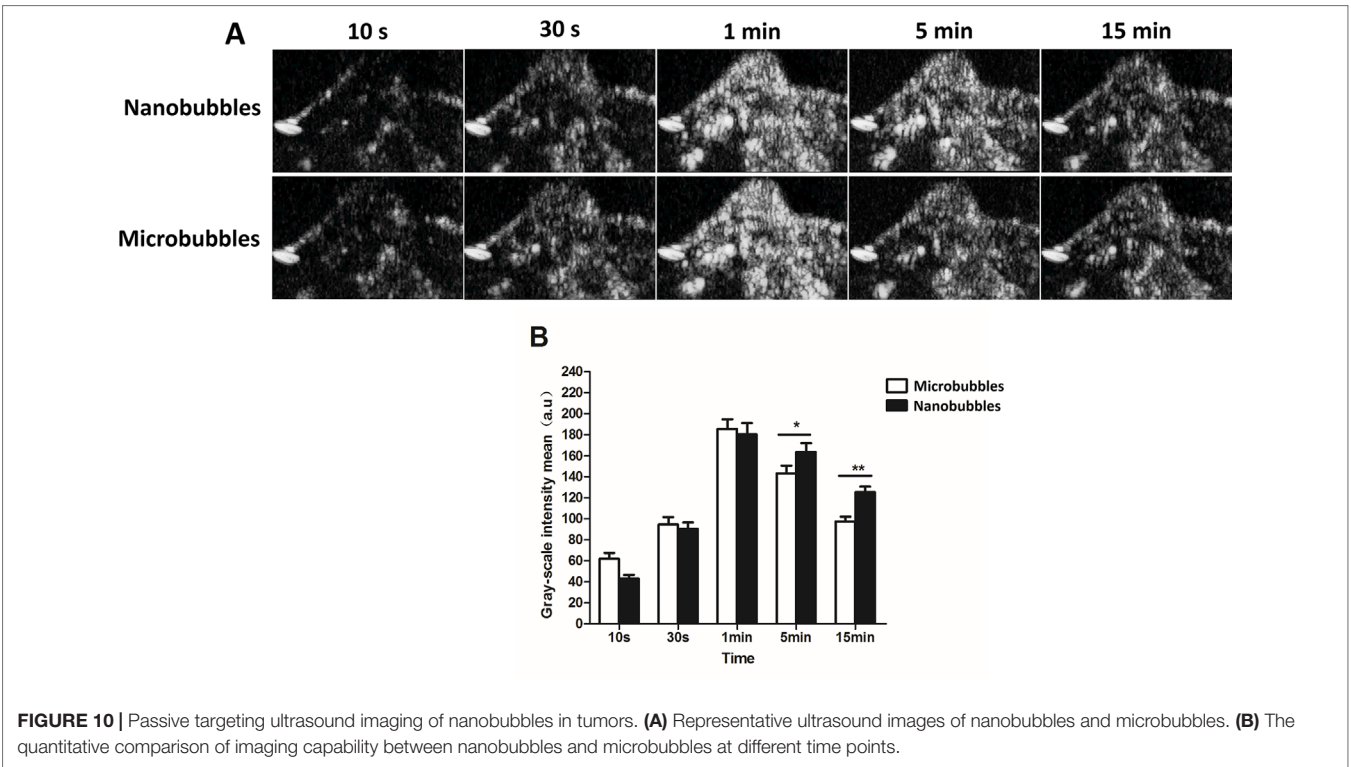 A
10 s 30 s 1 min 5 min 15 min
Nanobubbles
Microbubbles
B
Gray-scale intensity mean（a.u）
240
220
200
180
160
140
120
100
80
60
40
20
0
*
**
Microbubbles
Nanobubbles
10s 30s 1min 5min 15min
Time
FIGURE 10 | Passive targeting ultrasound imaging of nanobubbles in tumors. (A) Representative ultrasound images of nanobubbles and microbubbles. (B) The
quantitative comparison of imaging capability between nanobubbles and microbubbles at different time points.